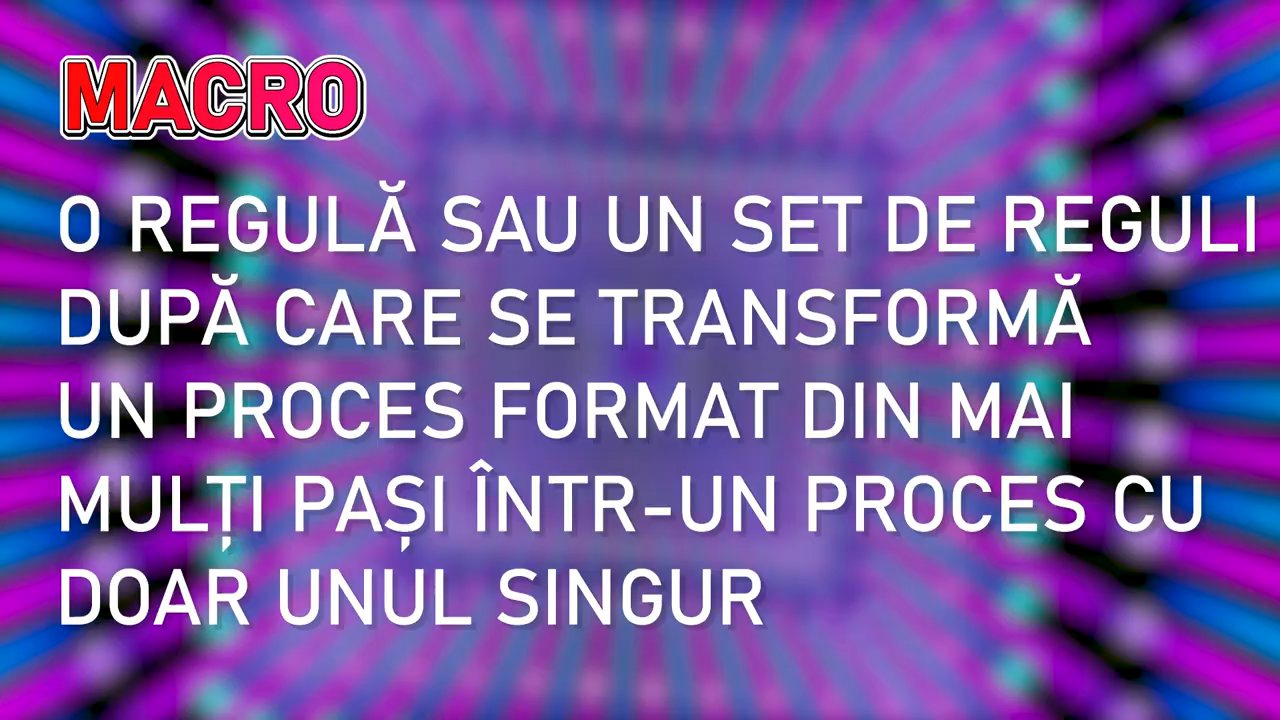 MACRO
O REGULĂ SAU UN SET DE REGULI
DUPĂ CARE SE TRANSFORMĂ
UN PROCES FORMAT DIN MAI
MULȚI PAȘI ÎNTR-UN PROCES CU
DOAR UNUL SINGUR